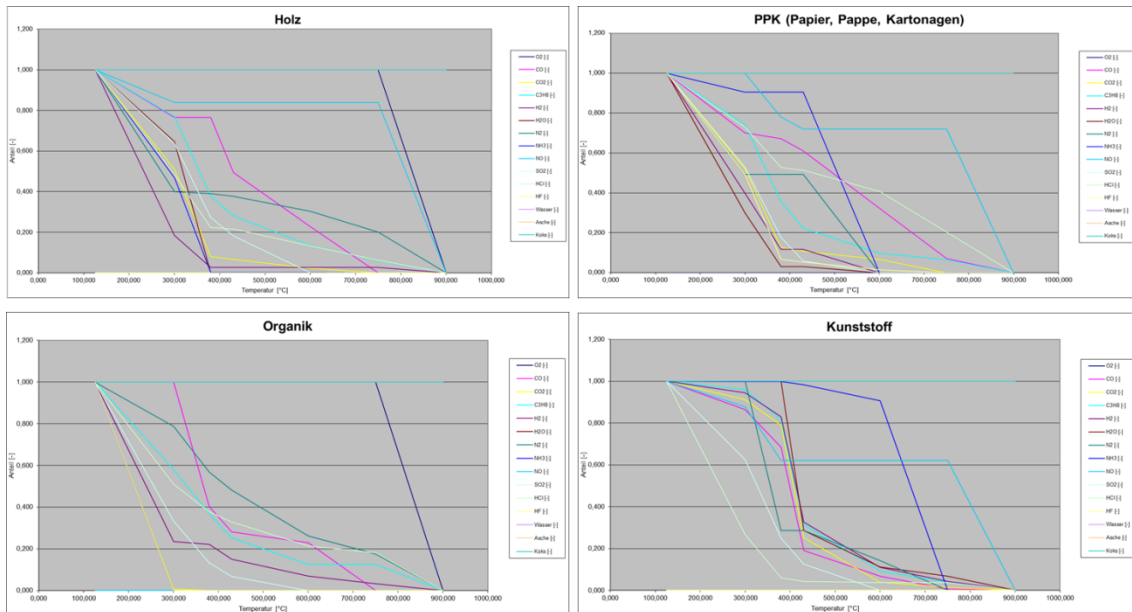 Holz
1,200
1,000
0,800
0,600
0,400
0,200
0,000
Anteil [-]
0,000 100,000 200,000 300,000 400,000 500,000 600,000 700,000 800,000 900,000 1000,000
Temperatur [°C]
O2 [-]
CO [-]
CO2 [-]
C3H8 [-]
H2 [-]
H2O [-]
N2 [-]
NH3 [-]
NO [-]
SO2 [-]
HCl [-]
HF [-]
Wasser [-]
Asche [-]
Koks [-]
PPK (Papier, Pappe, Kartonagen)
1,200
1,000
0,800
0,600
0,400
0,200
0,000
Anteil [-]
0,000 100,000 200,000 300,000 400,000 500,000 600,000 700,000 800,000 900,000 1000,000
Temperatur [°C]
O2 [-]
CO [-]
CO2 [-]
C3H8 [-]
H2 [-]
H2O [-]
N2 [-]
NH3 [-]
NO [-]
SO2 [-]
HCl [-]
HF [-]
Wasser [-]
Asche [-]
Koks [-]
Organik
1,200
1,000
0,800
0,600
0,400
0,200
0,000
Anteil [-]
0,000 100,000 200,000 300,000 400,000 500,000 600,000 700,000 800,000 900,000 1000,000
Temperatur [°C]
O2 [-]
CO [-]
CO2 [-]
C3H8 [-]
H2 [-]
H2O [-]
N2 [-]
NH3 [-]
NO [-]
SO2 [-]
HCl [-]
HF [-]
Wasser [-]
Asche [-]
Koks [-]
Kunststoff
1,200
1,000
0,800
0,600
0,400
0,200
0,000
Anteil [-]
0,000 100,000 200,000 300,000 400,000 500,000 600,000 700,000 800,000 900,000 1000,000
Temperatur [°C]
O2 [-]
CO [-]
CO2 [-]
C3H8 [-]
H2 [-]
H2O [-]
N2 [-]
NH3 [-]
NO [-]
SO2 [-]
HCl [-]
HF [-]
Wasser [-]
Asche [-]
Koks [-]